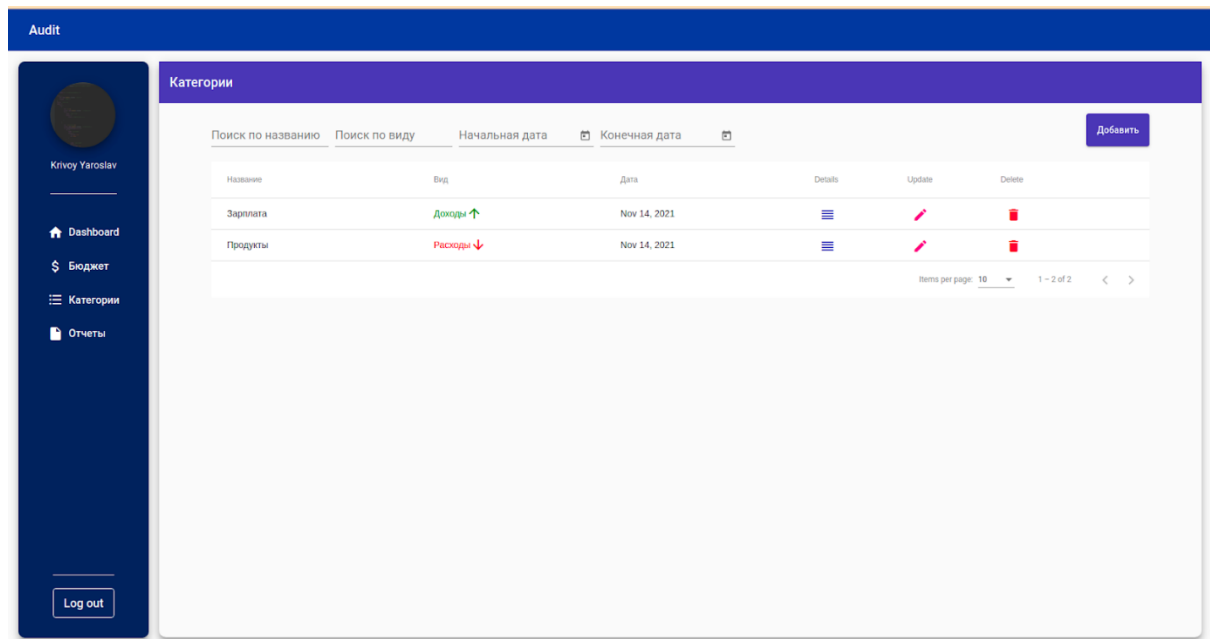 Audit
Krivoy Yaroslav
Dashboard
Бюджет
Категории
Отчеты
Log out
Категории
Поиск по названию Поиск по виду Начальная дата Конечная дата Добавить
Название Вид Дата Details Update Delete
Зарплата Доходы Nov 14, 2021
Продукты Расходы Nov 14, 2021
Items per page: 10 1 – 2 of 2